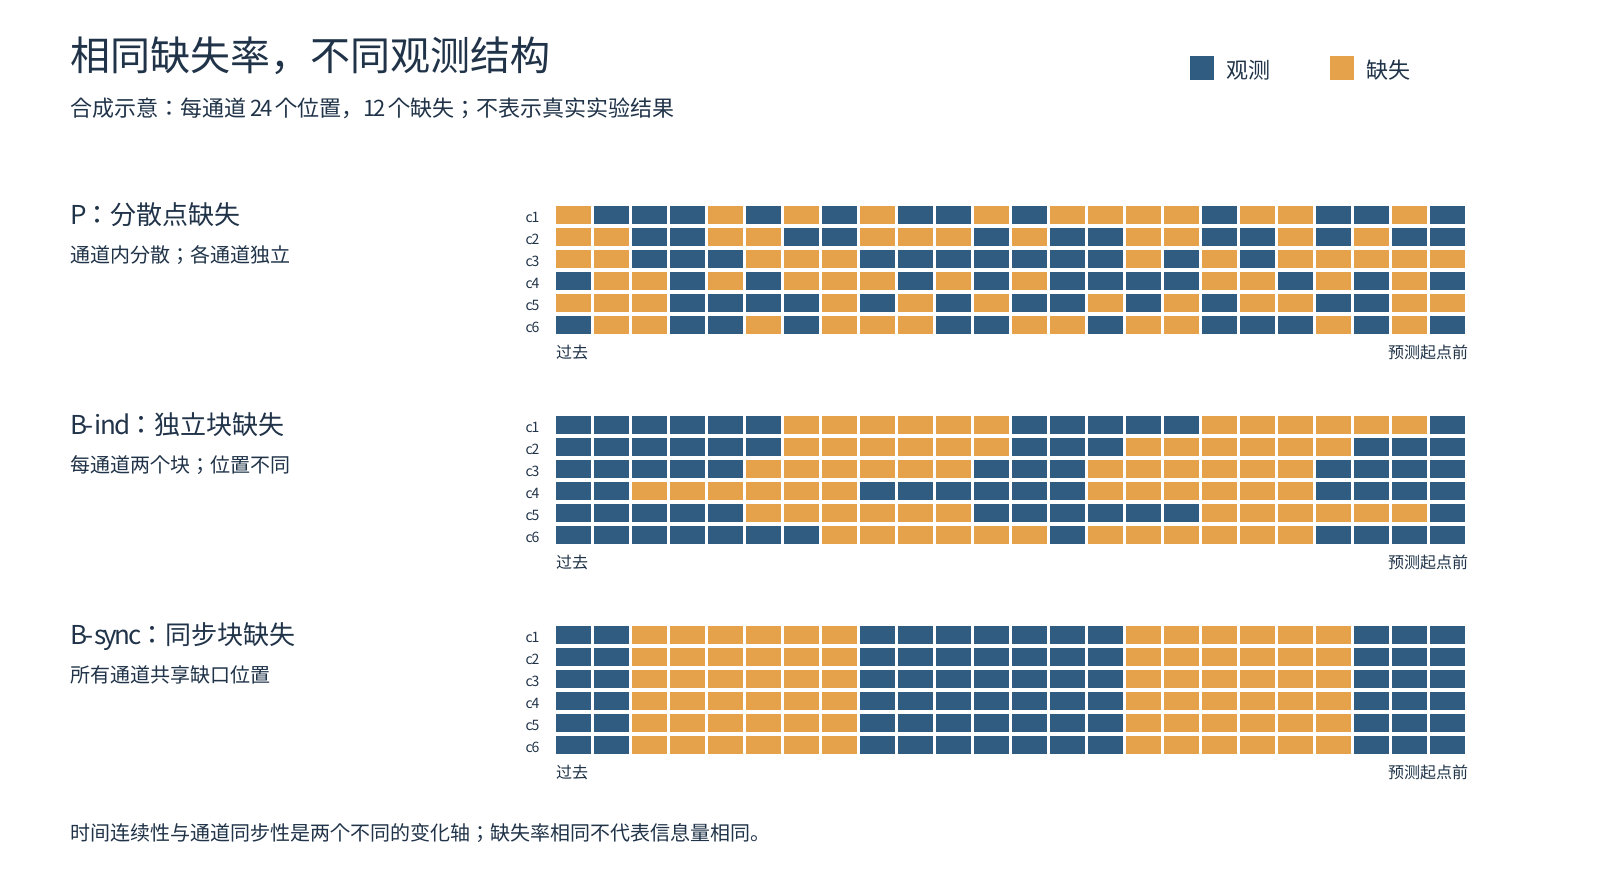 相同缺失率，不同观测结构
观测
缺失
合成示意：每通道 24 个位置，12 个缺失；不表示真实实验结果
P：分散点缺失
通道内分散；各通道独立
c1
c2
c3
c4
c5
c6
过去
预测起点前
B-ind：独立块缺失
每通道两个块；位置不同
c1
c2
c3
c4
c5
c6
过去
预测起点前
B-sync：同步块缺失
所有通道共享缺口位置
c1
c2
c3
c4
c5
c6
过去
预测起点前
时间连续性与通道同步性是两个不同的变化轴；缺失率相同不代表信息量相同。